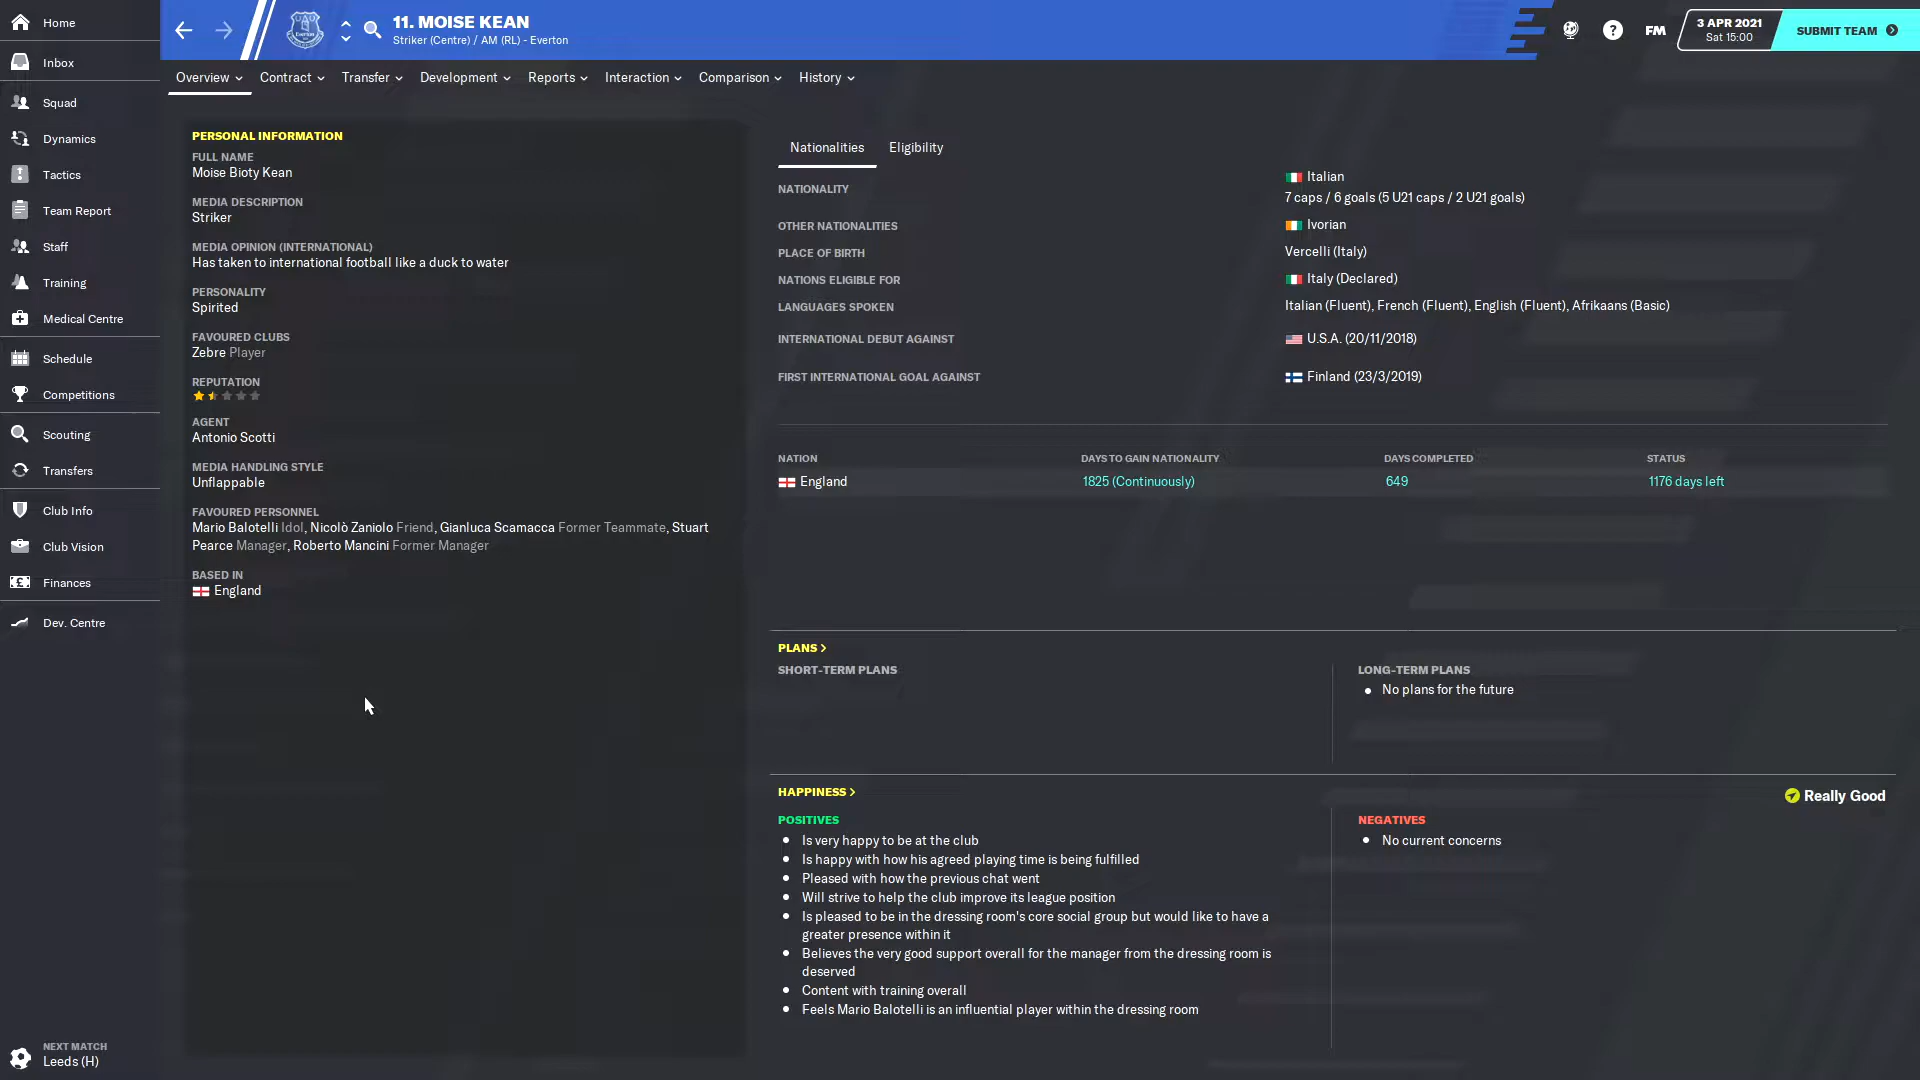 Home
Inbox
Squad
Dynamics
Tactics
Team Report
Staff
Training
Medical Centre
Schedule
Competitions
Scouting
Transfers
Club Info
Club Vision
Finances
Dev. Centre
NEXT MATCH
Leeds (H)
11. MOISE KEAN
Striker (Centre) / AM (RL) - Everton
?
FM
3 APR 2021
Sat 15:00
SUBMIT TEAM
Overview Contract Transfer Development Reports Interaction Comparison History
PERSONAL INFORMATION
FULL NAME
Moise Bioty Kean
MEDIA DESCRIPTION
Striker
MEDIA OPINION (INTERNATIONAL)
Has taken to international football like a duck to water
PERSONALITY
Spirited
FAVOURED CLUBS
Zebre Player
REPUTATION
AGENT
Antonio Scotti
MEDIA HANDLING STYLE
Unflappable
FAVOURED PERSONNEL
Mario Balotelli Idol, Nicolò Zaniolo Friend, Gianluca Scamacca Former Teammate, Stuart
Pearce Manager, Roberto Mancini Former Manager
BASED IN
England
Nationalities Eligibility
NATIONALITY
Italian
7 caps / 6 goals (5 U21 caps / 2 U21 goals)
OTHER NATIONALITIES
Ivorian
PLACE OF BIRTH
Vercelli (Italy)
NATIONS ELIGIBLE FOR
Italy (Declared)
LANGUAGES SPOKEN
Italian (Fluent), French (Fluent), English (Fluent), Afrikaans (Basic)
INTERNATIONAL DEBUT AGAINST
U.S.A. (20/11/2018)
FIRST INTERNATIONAL GOAL AGAINST
Finland (23/3/2019)
NATION DAYS TO GAIN NATIONALITY DAYS COMPLETED STATUS
England 1825 (Continuously) 649 1176 days left
PLANS >
SHORT-TERM PLANS
LONG-TERM PLANS
No plans for the future
HAPPINESS >
Really Good
POSITIVES
Is very happy to be at the club
Is happy with how his agreed playing time is being fulfilled
Pleased with how the previous chat went
Will strive to help the club improve its league position
Is pleased to be in the dressing room's core social group but would like to have a
greater presence within it
Believes the very good support overall for the manager from the dressing room is
deserved
Content with training overall
Feels Mario Balotelli is an influential player within the dressing room
NEGATIVES
No current concerns